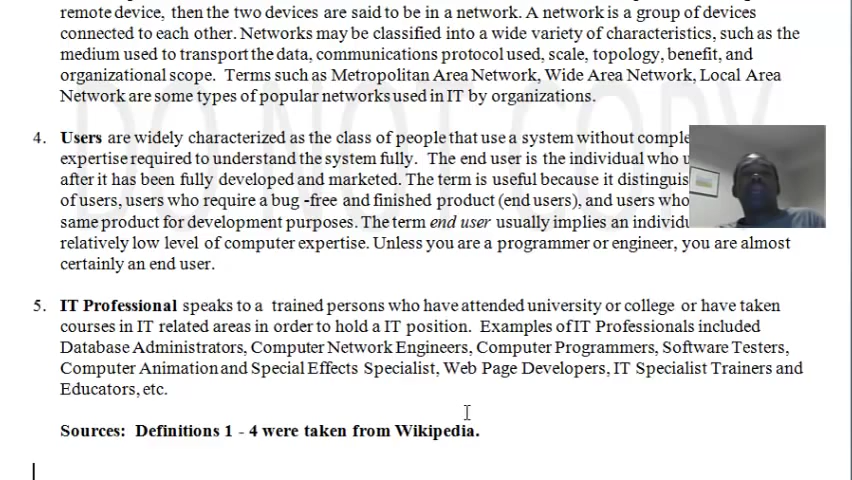 remote device, then the two devices are said to be in a network. A network is a group of devices
connected to each other. Networks may be classified into a wide variety of characteristics, such as the
medium used to transport the data, communications protocol used, scale, topology, benefit, and
organizational scope. Terms such as Metropolitan Area Network, Wide Area Network, Local Area
Network are some types of popular networks used in IT by organizations.
4. Users are widely characterized as the class of people that use a system without
expertise required to understand the system fully. The end user is the individual who
after it has been fully developed and marketed. The term is useful because it
of users, users who require a bug -free and finished product (end users), and users who
same product for development purposes. The term end user usually implies an
relatively low level of computer expertise. Unless you are a programmer or engineer, you are almost
certainly an end user.
5. IT Professional speaks to a trained persons who have attended university or college or have taken
courses in IT related areas in order to hold a IT position. Examples of IT Professionals included
Database Administrators, Computer Network Engineers, Computer Programmers, Software Testers,
Computer Animation and Special Effects Specialist, Web Page Developers, IT Specialist Trainers and
Educators, etc.
Sources: Definitions 1 - 4 were taken from Wikipedia.
DO NOT COPY